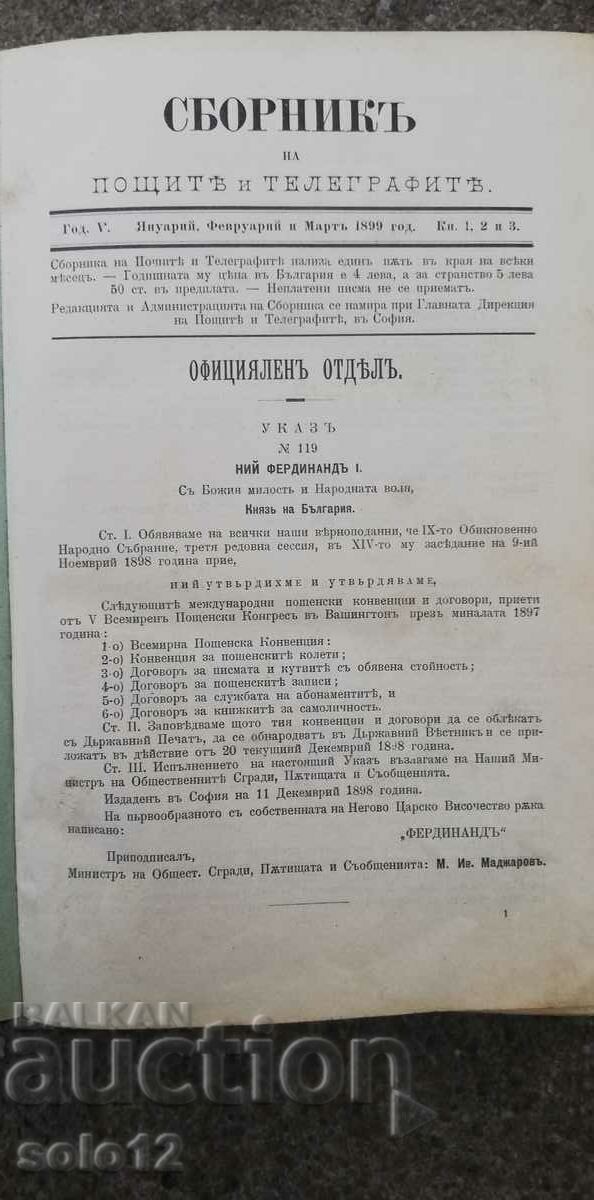 СБОРНИКЪ
НА
ПОЩИТѢ и ТЕЛЕГРАФИТѢ.
Год. V. Януарий, Февруарий и Мартъ 1899 год. Кн. 1, 2 и 3.
Сборника на Пощитѣ и Телеграфитѣ излиза единъ пѫть въ края на всѣки
мѣсецъ. — Годишната му цѣна въ България е 4 лева, а за странство 5 лева
50 ст. въ предплата. — Неплатени писма не се приематъ.
Редакцията и Администрацията на Сборника се намира при Главната Дирекция
на Пощитѣ и Телеграфитѣ, въ София.
ОФИЦИЯЛЕНЪ ОТДѢЛЪ.
УКАЗЪ
№ 119
НИЙ ФЕРДИНАНДЪ I.
Съ Божия милость и Народната воля,
Князь на България.
Ст. I. Обявяваме на всички наши вѣрноподанни, че IX-то Обикновенно
Народно Събрание, третя редовна сессия, въ XIV-то му засѣдание на 9-ий
Ноемврий 1898 година прие,
НИЙ УТВЪРДИХМЕ И УТВЪРДЯВАМЕ,
Слѣдующитѣ международни пощенски конвенции и договори, приети
отъ V Всемиренъ Пощенски Конгресъ въ Вашингтонъ презъ миналата 1897
година:
1-о) Всемирна Пощенска Конвенция:
2-о) Конвенция за пощенскитѣ колети;
3-о) Договоръ за писмата и кутиитѣ съ обявена стойность;
4-о) Договоръ за пощенскитѣ записи;
5-о) Договоръ за службата на абонаментитѣ, и
6-о) Договоръ за книжкитѣ за самоличность.
Ст. II. Заповѣдваме щото тия конвенции и договори да се облѣкатъ
съ Държавний Печатъ, да се обнародватъ въ Държавний Вѣстникъ и се при-
ложатъ въ дѣйствие отъ 20 текущий Декемврий 1898 година.
Ст. III. Испълнението на настоящий Указъ възлагаме на Наший Ми-
нистръ на Общественнитѣ Сгради, Пѫтищата и Съобщенията.
Издаденъ въ София на 11 Декемврий 1898 година.
На първообразното съ собственната на Негово Царско Височество рѫка
написано: „ФЕРДИНАНДЪ“
Приподписалъ,
Министръ на Общест. Сгради, Пѫтищата и Съобщенията: М. Ив. Маджаровъ.
1
BALKAN
auction
solo12